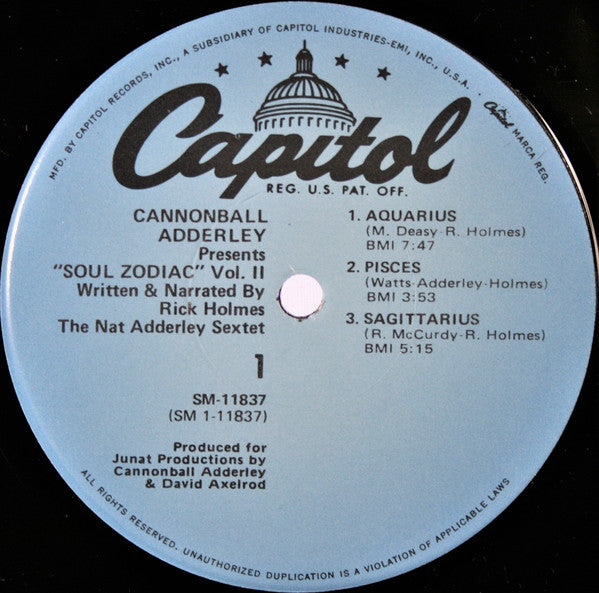 MFD. BY CAPITOL RECORDS, INC., A SUBSIDIARY OF CAPITOL INDUSTRIES-EMI, INC., U.S.A. · Capitol MARCA REG.
Capitol
REG. U.S. PAT. OFF.
CANNONBALL
ADDERLEY
Presents
"SOUL ZODIAC" Vol. II
Written & Narrated By
Rick Holmes
The Nat Adderley Sextet
1
SM-11837
(SM 1-11837)
Produced for
Junat Productions by
Cannonball Adderley
& David Axelrod
1. AQUARIUS
(M. Deasy-R. Holmes)
BMI 7:47
2. PISCES
(Watts-Adderley-Holmes)
BMI 3:53
3. SAGITTARIUS
(R. McCurdy-R. Holmes)
BMI 5:15
ALL RIGHTS RESERVED. UNAUTHORIZED DUPLICATION IS A VIOLATION OF APPLICABLE LAWS